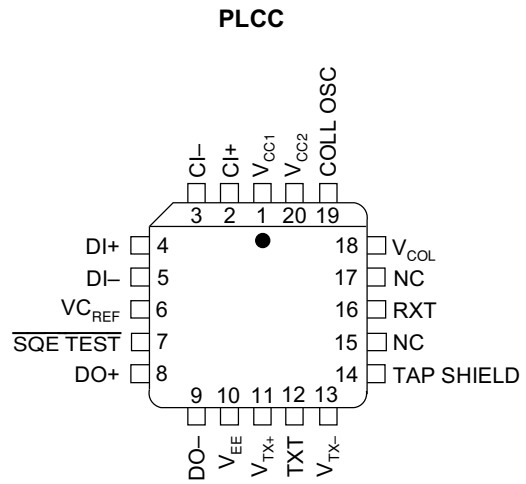 PLCC
CI–
CI+
VCC1
VCC2
COLL OSC
3 2 1 20 19
DI+ 4
DI– 5
VCREF 6
SQE TEST 7
DO+ 8
18 VCOL
17 NC
16 RXT
15 NC
14 TAP SHIELD
9 10 11 12 13
DO–
VEE
VTX+
TXT
VTX–